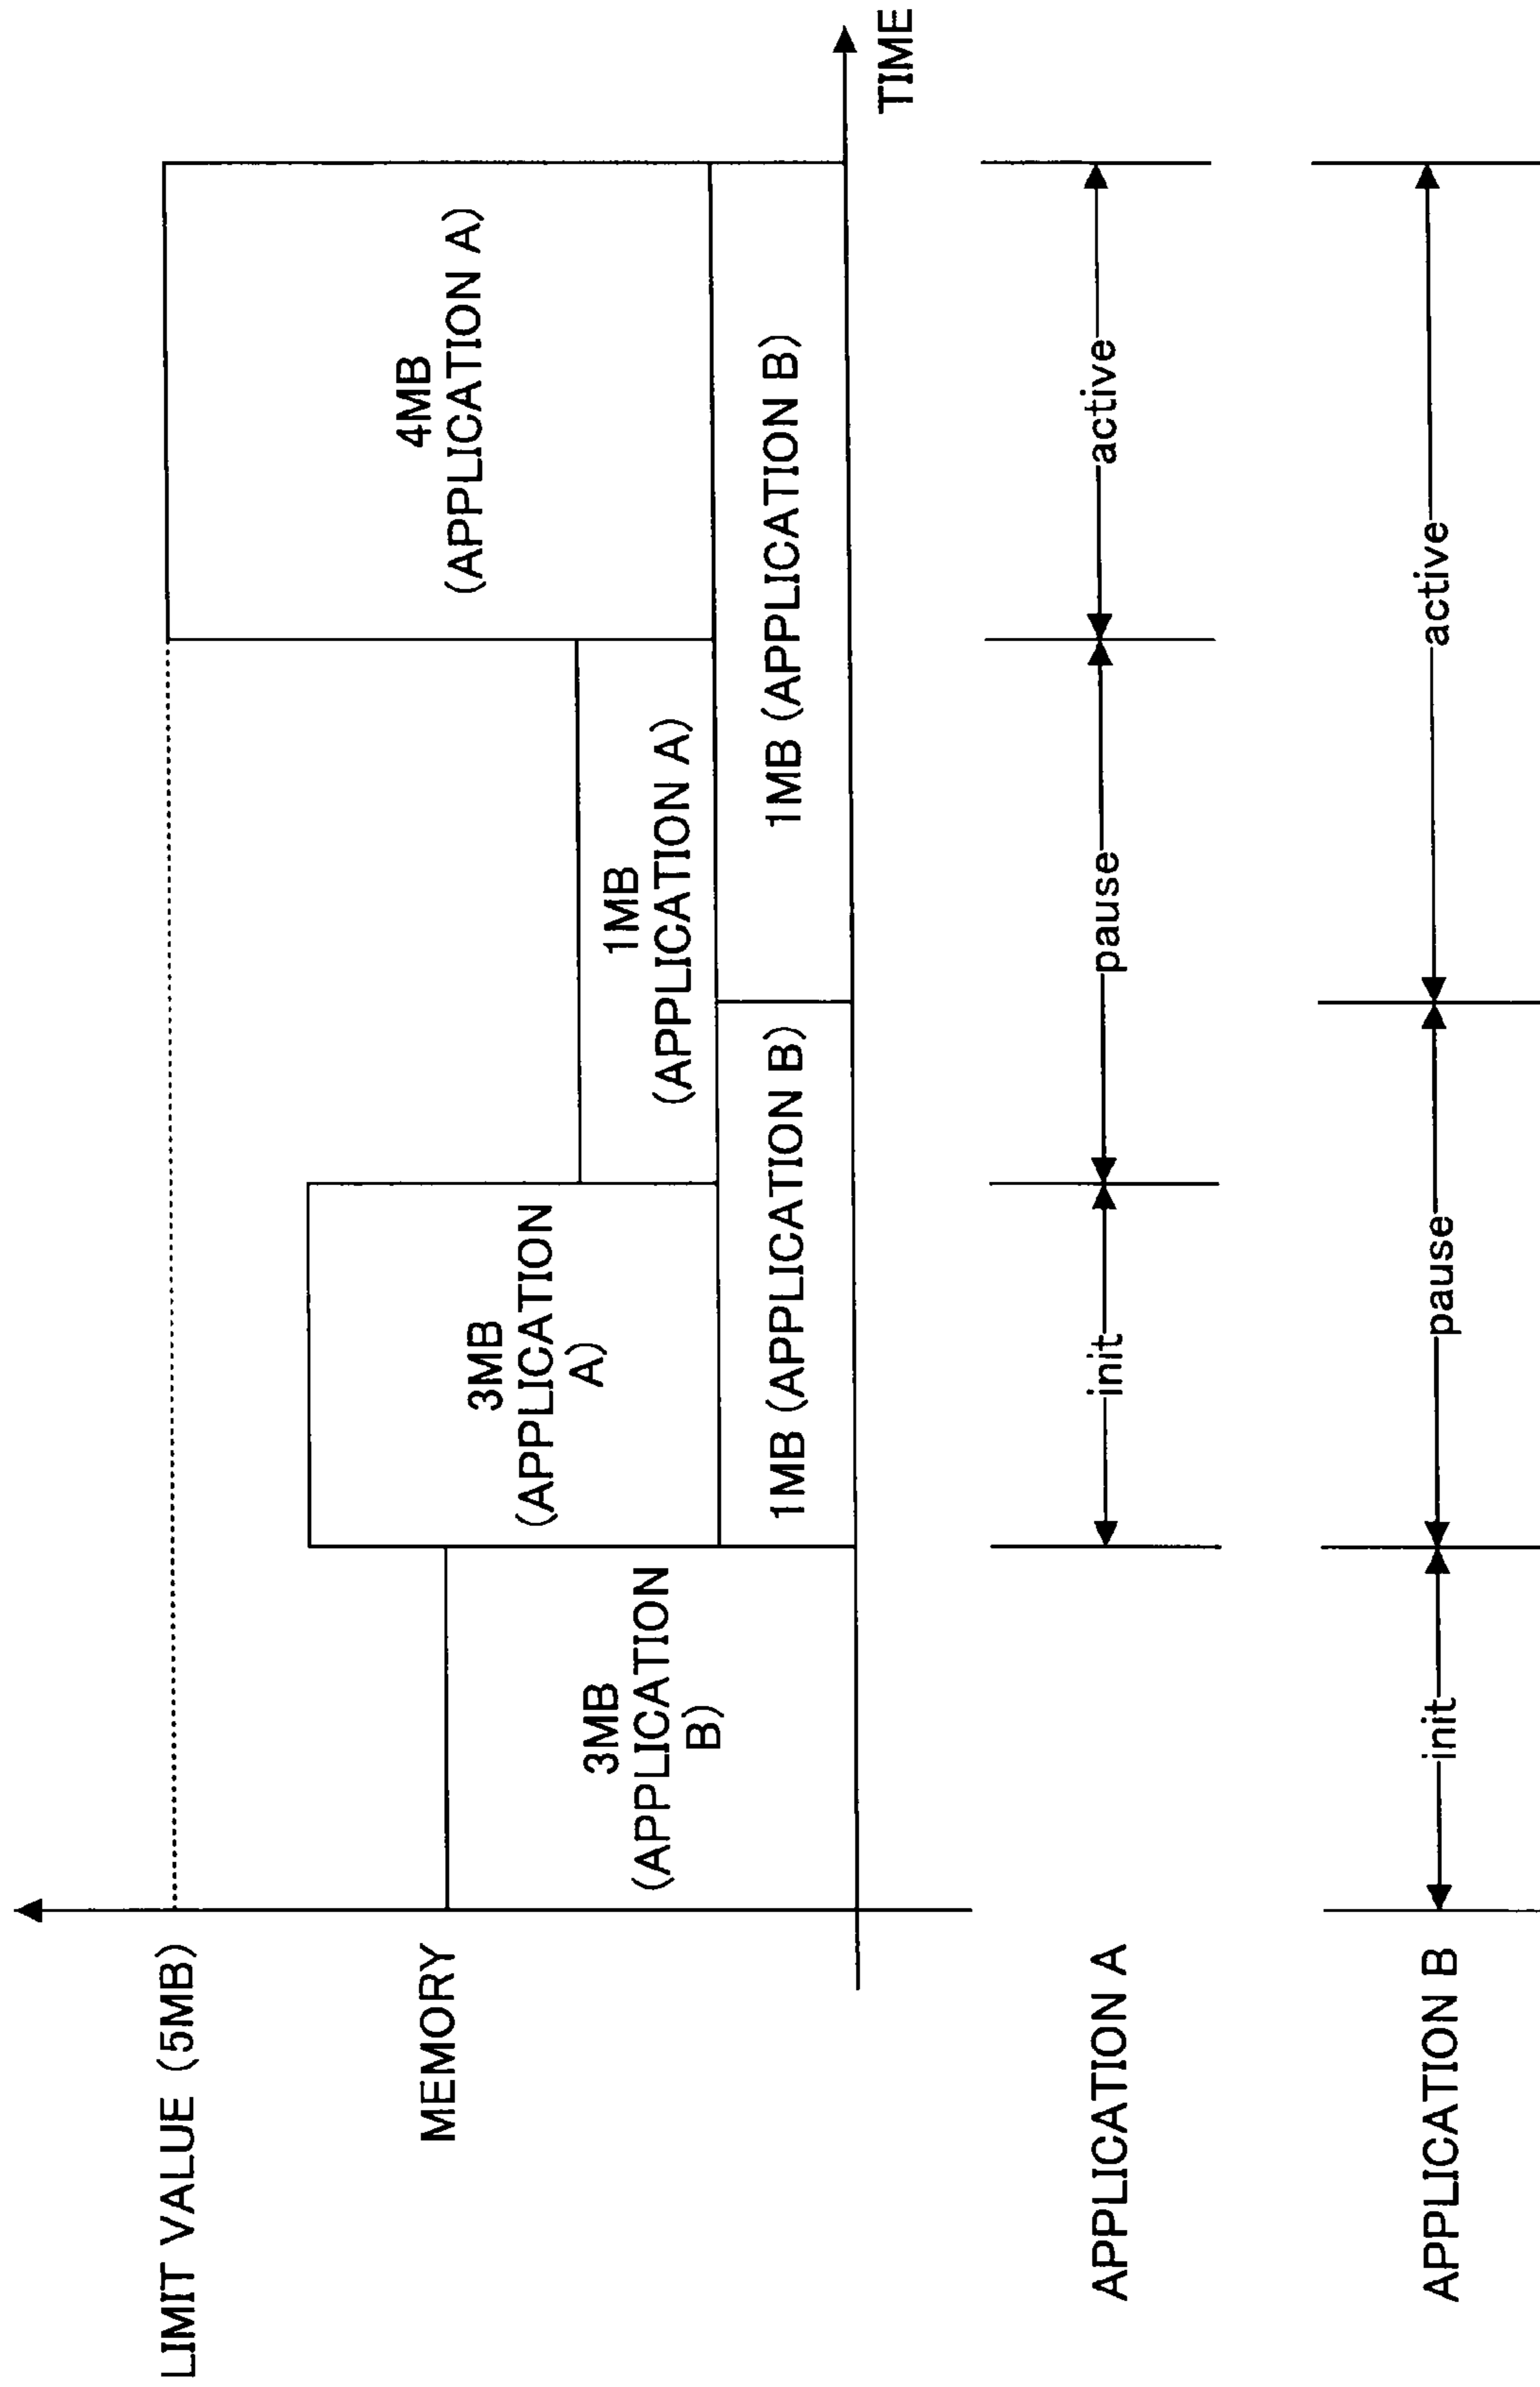 LIMIT VALUE (5MB)
MEMORY
3MB
(APPLICATION
B)
3MB
(APPLICATION
A)
1MB (APPLICATION B)
1MB
(APPLICATION A)
4MB
(APPLICATION A)
1MB (APPLICATION B)
TIME
APPLICATION A
init
pause
active
APPLICATION B
init
pause
active